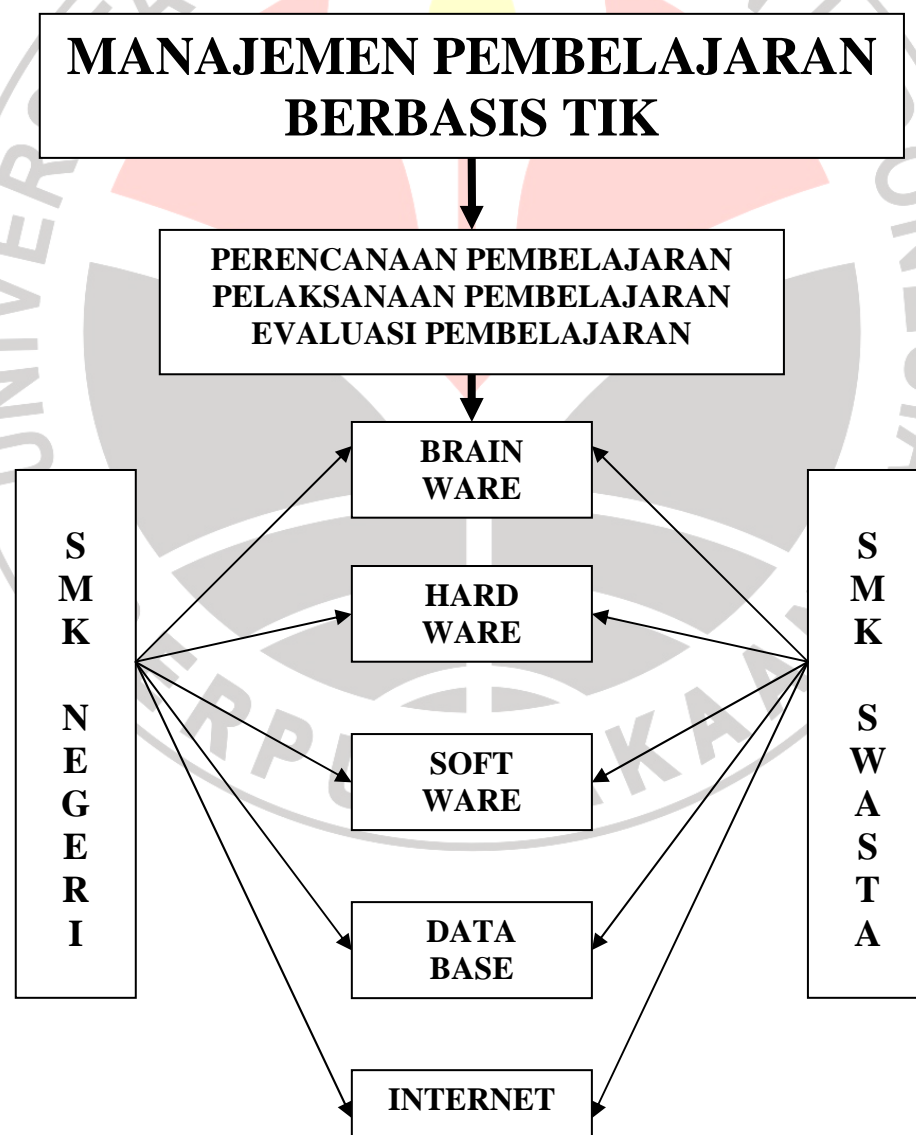 MANAJEMEN PEMBELAJARAN
BERBASIS TIK
PERENCANAAN PEMBELAJARAN
PELAKSANAAN PEMBELAJARAN
EVALUASI PEMBELAJARAN
BRAIN
WARE
S
M
K
N
E
G
E
R
I
HARD
WARE
SOFT
WARE
DATA
BASE
INTERNET
S
M
K
S
W
A
S
T
A